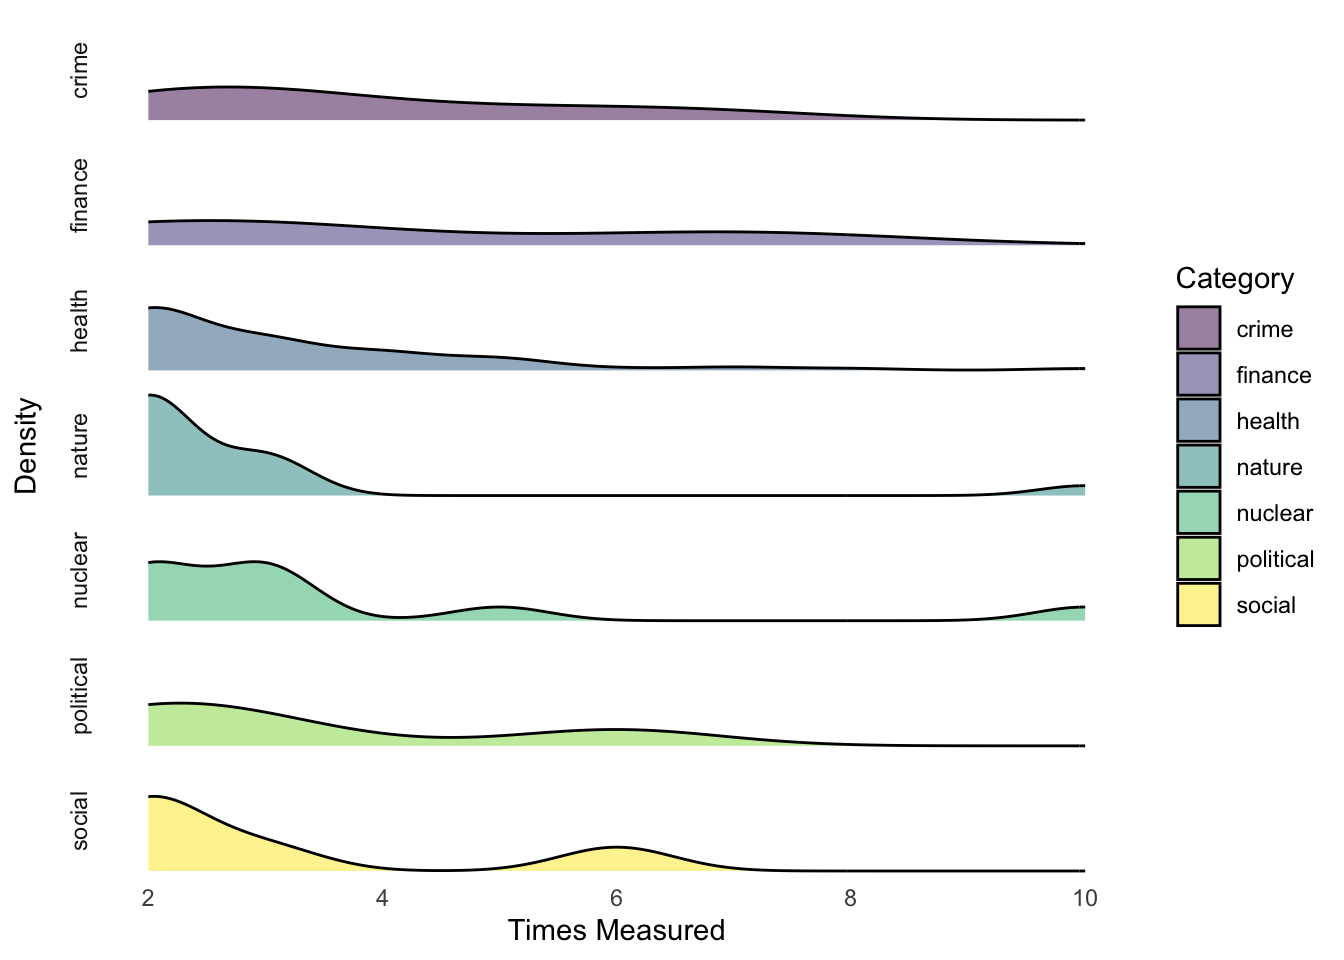 crime
finance
health
nature
nuclear
political
social
Density
2 4 6 8 10
Times Measured
Category
crime
finance
health
nature
nuclear
political
social